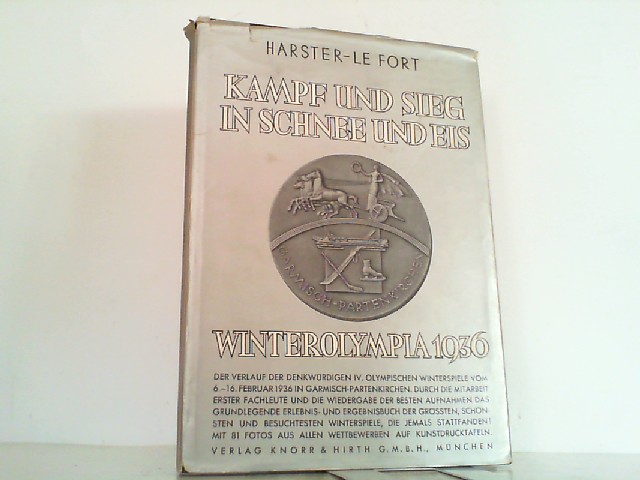 HARSTER-LE FORT
KAMPF UND SIEG
IN SCHNEE UND EIS
GARMISCH-PARTENKIRCHEN
WINTEROLYMPIA 1936
DER VERLAUF DER DENKWÜRDIGEN IV. OLYMPISCHEN WINTERSPIELE VOM
6.–16. FEBRUAR 1936 IN GARMISCH-PARTENKIRCHEN. DURCH DIE MITARBEIT
ERSTER FACHLEUTE UND DIE WIEDERGABE DER BESTEN AUFNAHMEN DAS
GRUNDLEGENDE ERLEBNIS- UND ERGEBNISBUCH DER GRÖSSTEN, SCHÖN-
STEN UND BESUCHTESTEN WINTERSPIELE, DIE JEMALS STATTFANDEN!
MIT 81 FOTOS AUS ALLEN WETTBEWERBEN AUF KUNSTDRUCKTAFELN.
VERLAG KNORR & HIRTH G.M.B.H., MÜNCHEN